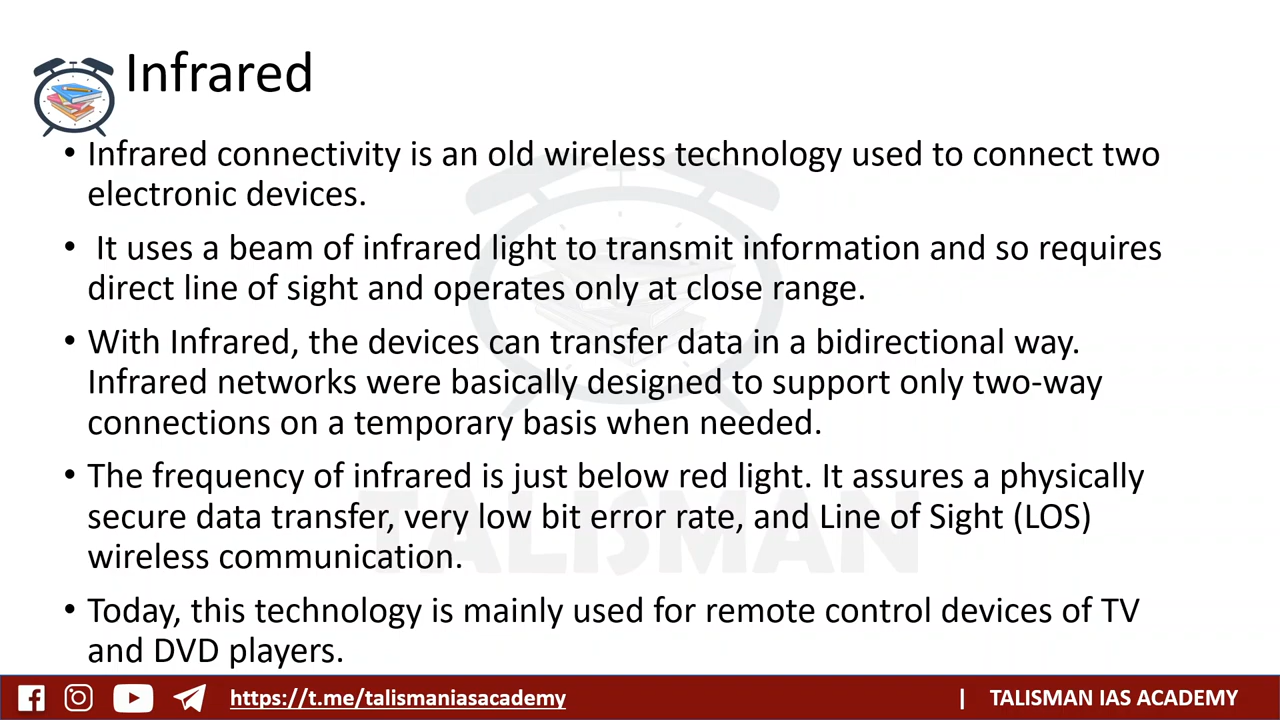 Infrared
• Infrared connectivity is an old wireless technology used to connect two
electronic devices.
• It uses a beam of infrared light to transmit information and so requires
direct line of sight and operates only at close range.
• With Infrared, the devices can transfer data in a bidirectional way.
Infrared networks were basically designed to support only two-way
connections on a temporary basis when needed.
• The frequency of infrared is just below red light. It assures a physically
secure data transfer, very low bit error rate, and Line of Sight (LOS)
wireless communication.
TALISMAN
• Today, this technology is mainly used for remote control devices of TV
and DVD players.
https://t.me/talismaniasacademy | TALISMAN IAS ACADEMY